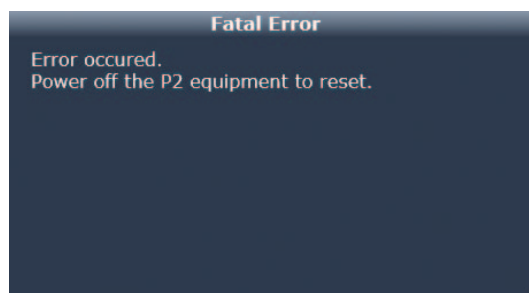 Fatal Error
Error occured.
Power off the P2 equipment to reset.